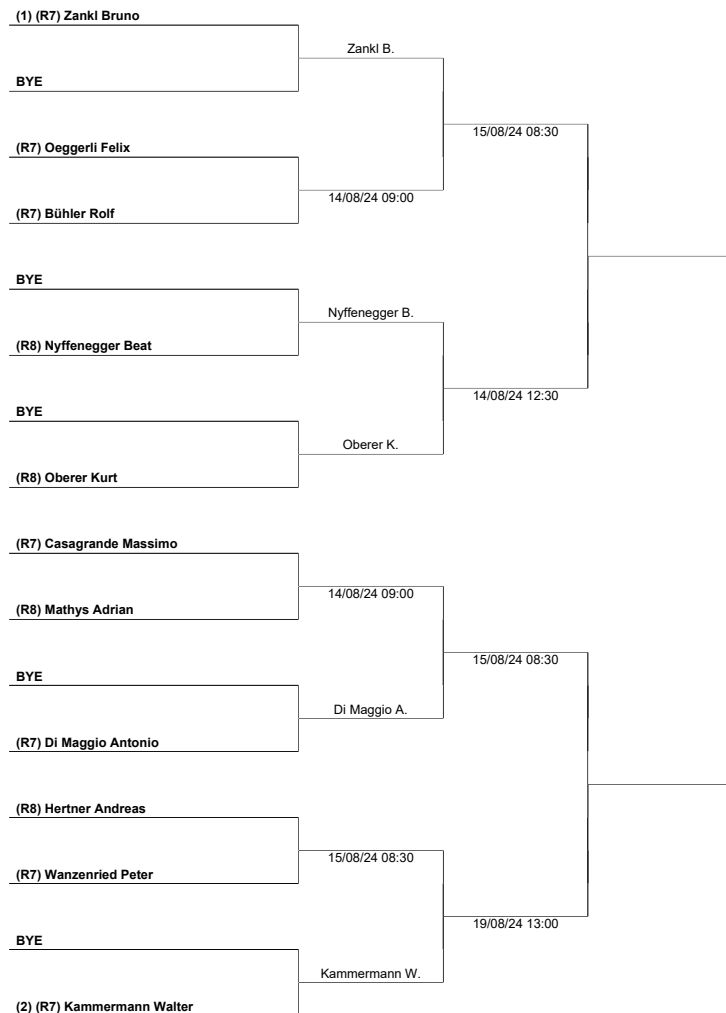 (1) (R7) Zankl Bruno
Zankl B.
BYE
15/08/24 08:30
(R7) Oeggerli Felix
14/08/24 09:00
(R7) Bühler Rolf
BYE
Nyffenegger B.
(R8) Nyffenegger Beat
14/08/24 12:30
BYE
Oberer K.
(R8) Oberer Kurt
(R7) Casagrande Massimo
14/08/24 09:00
(R8) Mathys Adrian
15/08/24 08:30
BYE
Di Maggio A.
(R7) Di Maggio Antonio
(R8) Hertner Andreas
15/08/24 08:30
(R7) Wanzenried Peter
19/08/24 13:00
BYE
Kammermann W.
(2) (R7) Kammermann Walter